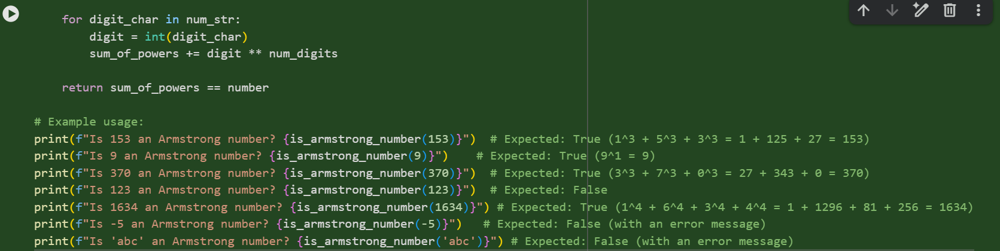 for digit_char in num_str:
digit = int(digit_char)
sum_of_powers += digit ** num_digits
return sum_of_powers == number
# Example usage:
print(f"Is 153 an Armstrong number? {is_armstrong_number(153)}")  # Expected: True (1^3 + 5^3 + 3^3 = 1 + 125 + 27 = 153)
print(f"Is 9 an Armstrong number? {is_armstrong_number(9)}")    # Expected: True (9^1 = 9)
print(f"Is 370 an Armstrong number? {is_armstrong_number(370)}")  # Expected: True (3^3 + 7^3 + 0^3 = 27 + 343 + 0 = 370)
print(f"Is 123 an Armstrong number? {is_armstrong_number(123)}")  # Expected: False
print(f"Is 1634 an Armstrong number? {is_armstrong_number(1634)}") # Expected: True (1^4 + 6^4 + 3^4 + 4^4 = 1 + 1296 + 81 + 256 = 1634)
print(f"Is -5 an Armstrong number? {is_armstrong_number(-5)}")   # Expected: False (with an error message)
print(f"Is 'abc' an Armstrong number? {is_armstrong_number('abc')}") # Expected: False (with an error message)